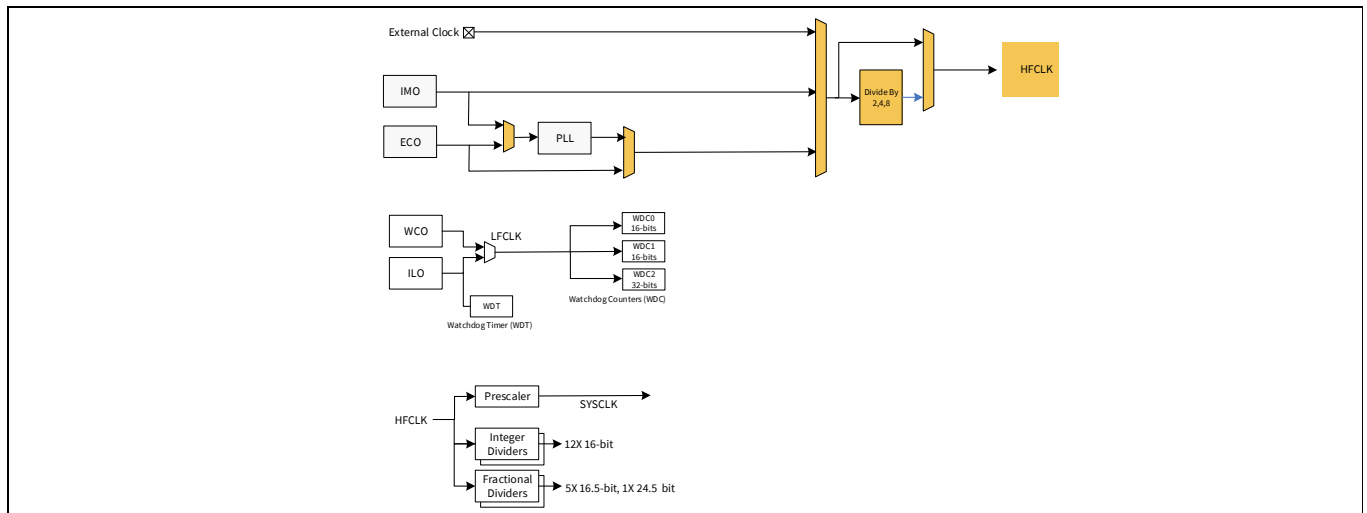 External Clock
IMO
ECO
PLL
Divide By
2,4,8
HFCLK
WCO
ILO
LFCLK
WDT
Watchdog Timer (WDT)
WDC0
16-bits
WDC1
16-bits
WDC2
32-bits
Watchdog Counters (WDC)
HFCLK
Prescaler
SYSCLK
Integer
Dividers
12X 16-bit
Fractional
Dividers
5X 16.5-bit, 1X 24.5 bit